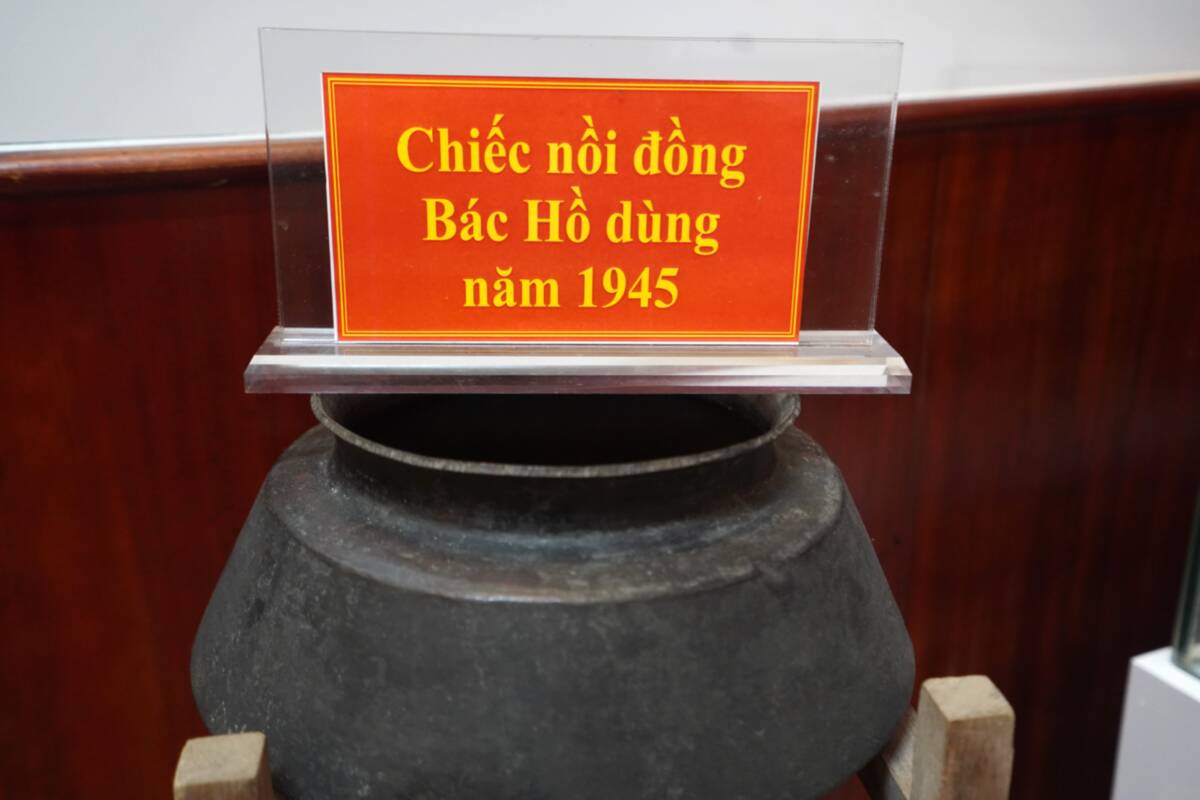 Chiếc nồi đồng
Bác Hồ dùng
năm 1945